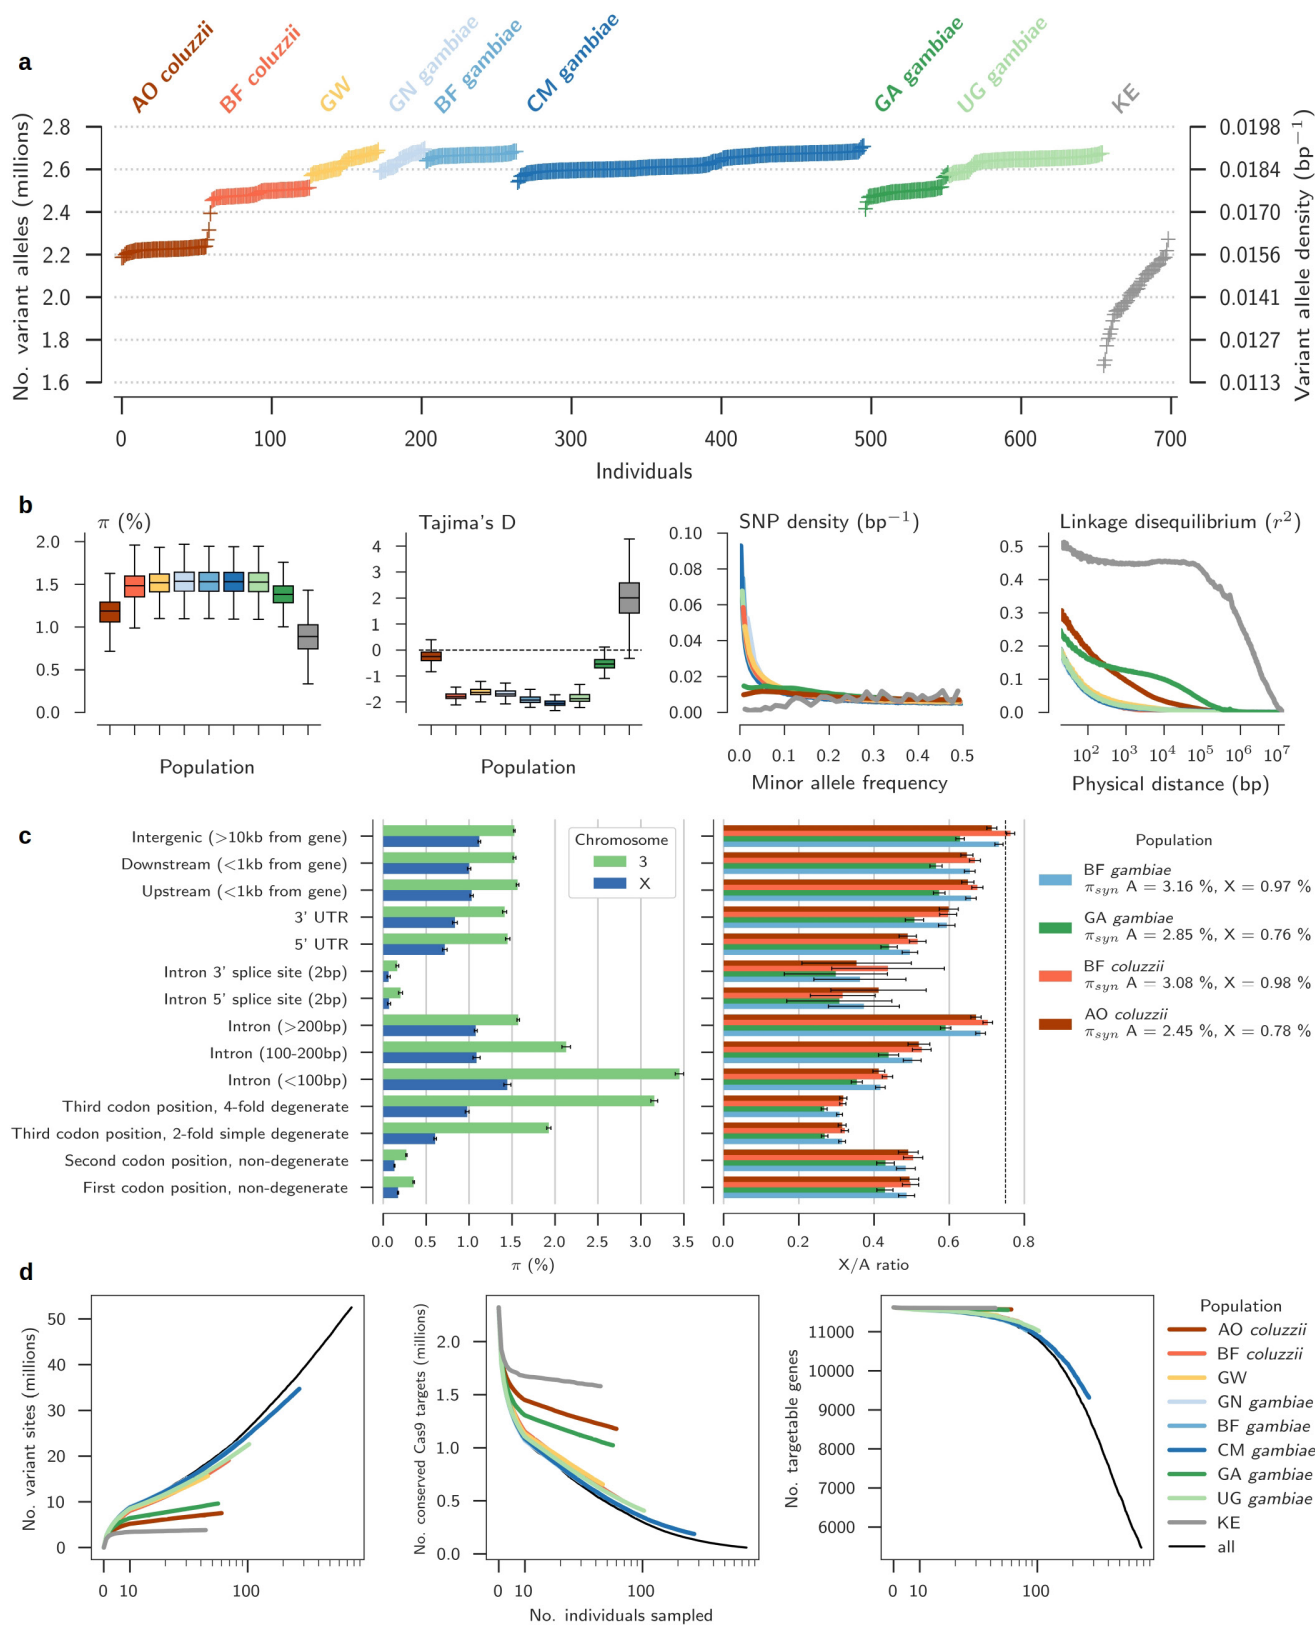 a
AO coluzzii
BF coluzzii
GW
GN gambiae
BF gambiae
CM gambiae
GA gambiae
UG gambiae
KE
No. variant alleles (millions)
2.8
2.6
2.4
2.2
2.0
1.8
1.6
0.0198
0.0184
0.0170
0.0156
0.0141
0.0127
0.0113
Variant allele density (bp−1)
0 100 200 300 400 500 600 700
Individuals
b
π (%)
2.0
1.5
1.0
0.5
0.0
Population
Tajima's D
4
3
2
1
0
-1
-2
Population
SNP density (bp−1)
0.10
0.08
0.06
0.04
0.02
0.00
0.0 0.1 0.2 0.3 0.4 0.5
Minor allele frequency
Linkage disequilibrium (r2)
0.5
0.4
0.3
0.2
0.1
0.0
102 103 104 105 106 107
Physical distance (bp)
c
Intergenic (>10kb from gene)
Downstream (<1kb from gene)
Upstream (<1kb from gene)
3' UTR
5' UTR
Intron 3' splice site (2bp)
Intron 5' splice site (2bp)
Intron (>200bp)
Intron (100-200bp)
Intron (<100bp)
Third codon position, 4-fold degenerate
Third codon position, 2-fold simple degenerate
Second codon position, non-degenerate
First codon position, non-degenerate
Chromosome
3
X
0.0 0.5 1.0 1.5 2.0 2.5 3.0 3.5
π (%)
0.0 0.2 0.4 0.6 0.8
X/A ratio
Population
BF gambiae
πsyn A = 3.16 %, X = 0.97 %
GA gambiae
πsyn A = 2.85 %, X = 0.76 %
BF coluzzii
πsyn A = 3.08 %, X = 0.98 %
AO coluzzii
πsyn A = 2.45 %, X = 0.78 %
d
No. variant sites (millions)
50
40
30
20
10
0
0 10 100
No. conserved Cas9 targets (millions)
2.0
1.5
1.0
0.5
0.0
0 10 100
No. individuals sampled
No. targetable genes
11000
10000
9000
8000
7000
6000
0 10 100
Population
AO coluzzii
BF coluzzii
GW
GN gambiae
BF gambiae
CM gambiae
GA gambiae
UG gambiae
KE
all